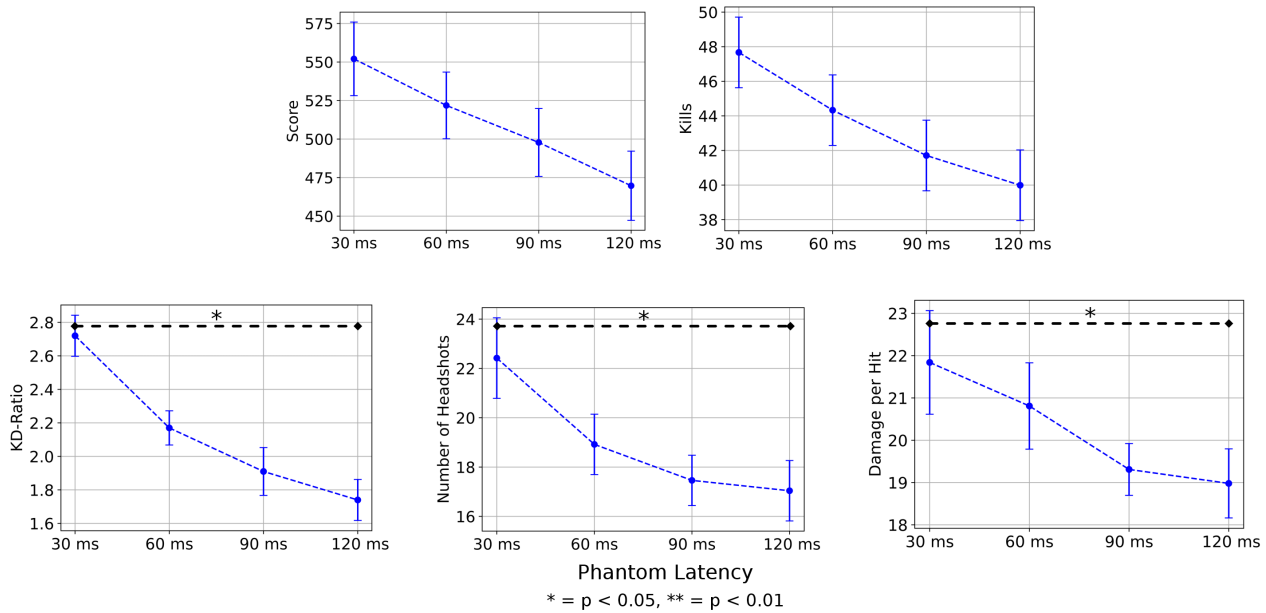 Score
575
550
525
500
475
450
30 ms 60 ms 90 ms 120 ms
Kills
50
48
46
44
42
40
38
30 ms 60 ms 90 ms 120 ms
KD-Ratio
2.8
2.6
2.4
2.2
2.0
1.8
1.6
*
30 ms 60 ms 90 ms 120 ms
Number of Headshots
24
22
20
18
16
*
30 ms 60 ms 90 ms 120 ms
Damage per Hit
23
22
21
20
19
18
*
30 ms 60 ms 90 ms 120 ms
Phantom Latency
* = p < 0.05, ** = p < 0.01